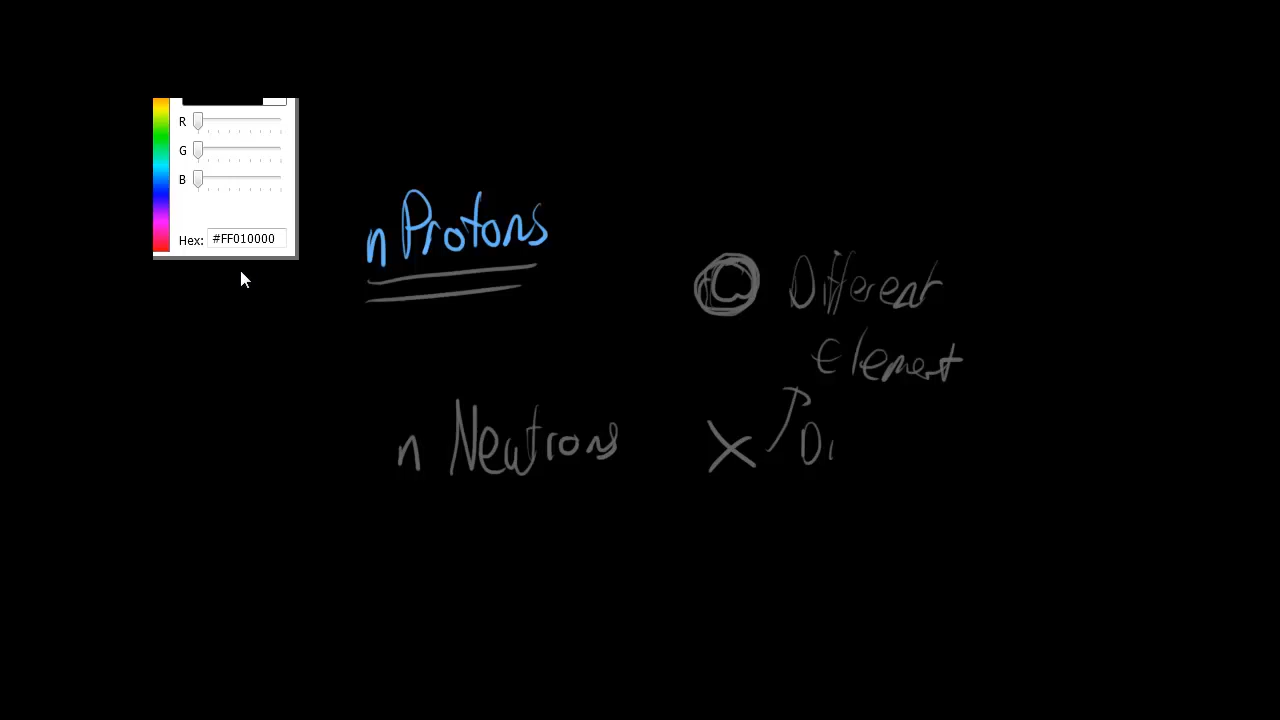 R
G
B
Hex: #FF010000
n Protons
Different
Element
n Neutrons